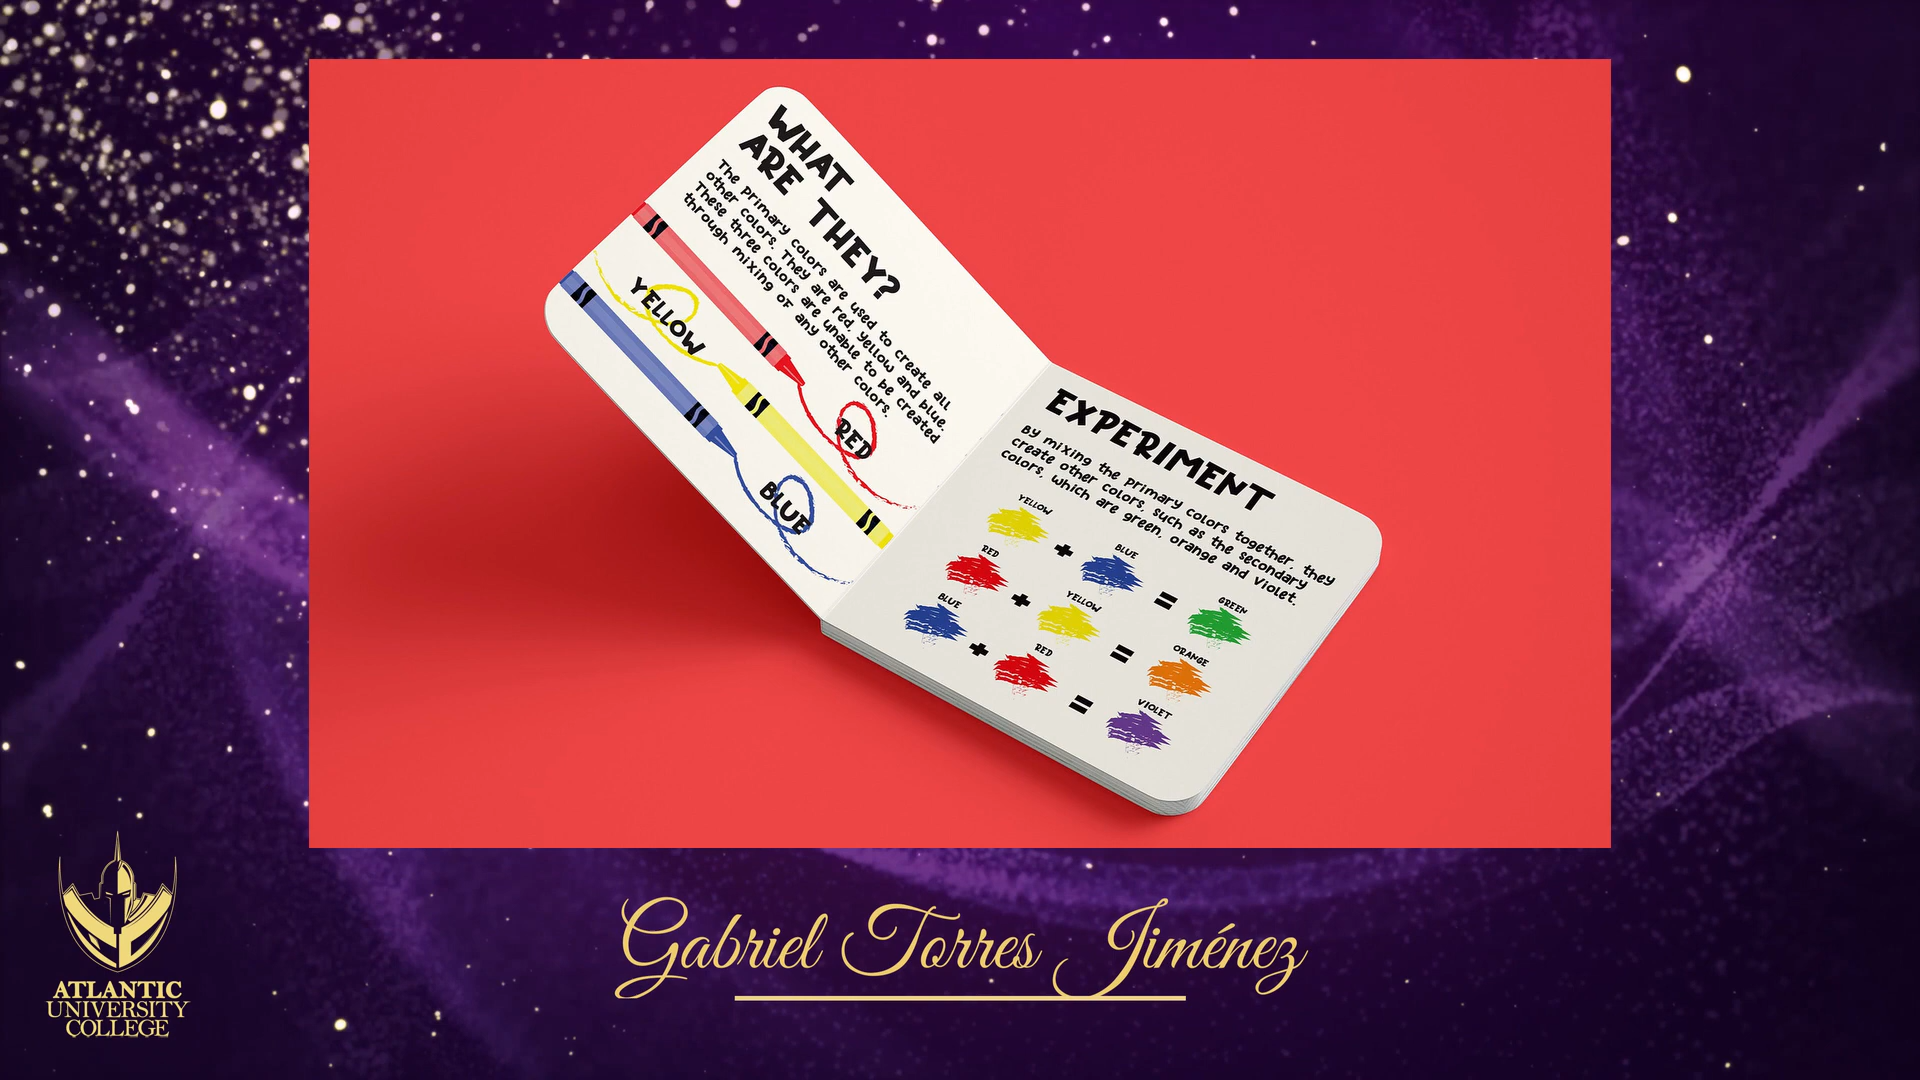 WHAT
ARE THEY?
The primary colors are used to create all
other colors. They are red, yellow and blue.
These three colors are unable to be created
through mixing of any other colors.
RED
YELLOW
BLUE
EXPERIMENT
By mixing the primary colors together, they
create other colors, such as the secondary
colors, which are green, orange and violet.
YELLOW + BLUE = GREEN
RED + YELLOW = ORANGE
BLUE + RED = VIOLET
Gabriel Torres Jiménez
ATLANTIC
UNIVERSITY
COLLEGE